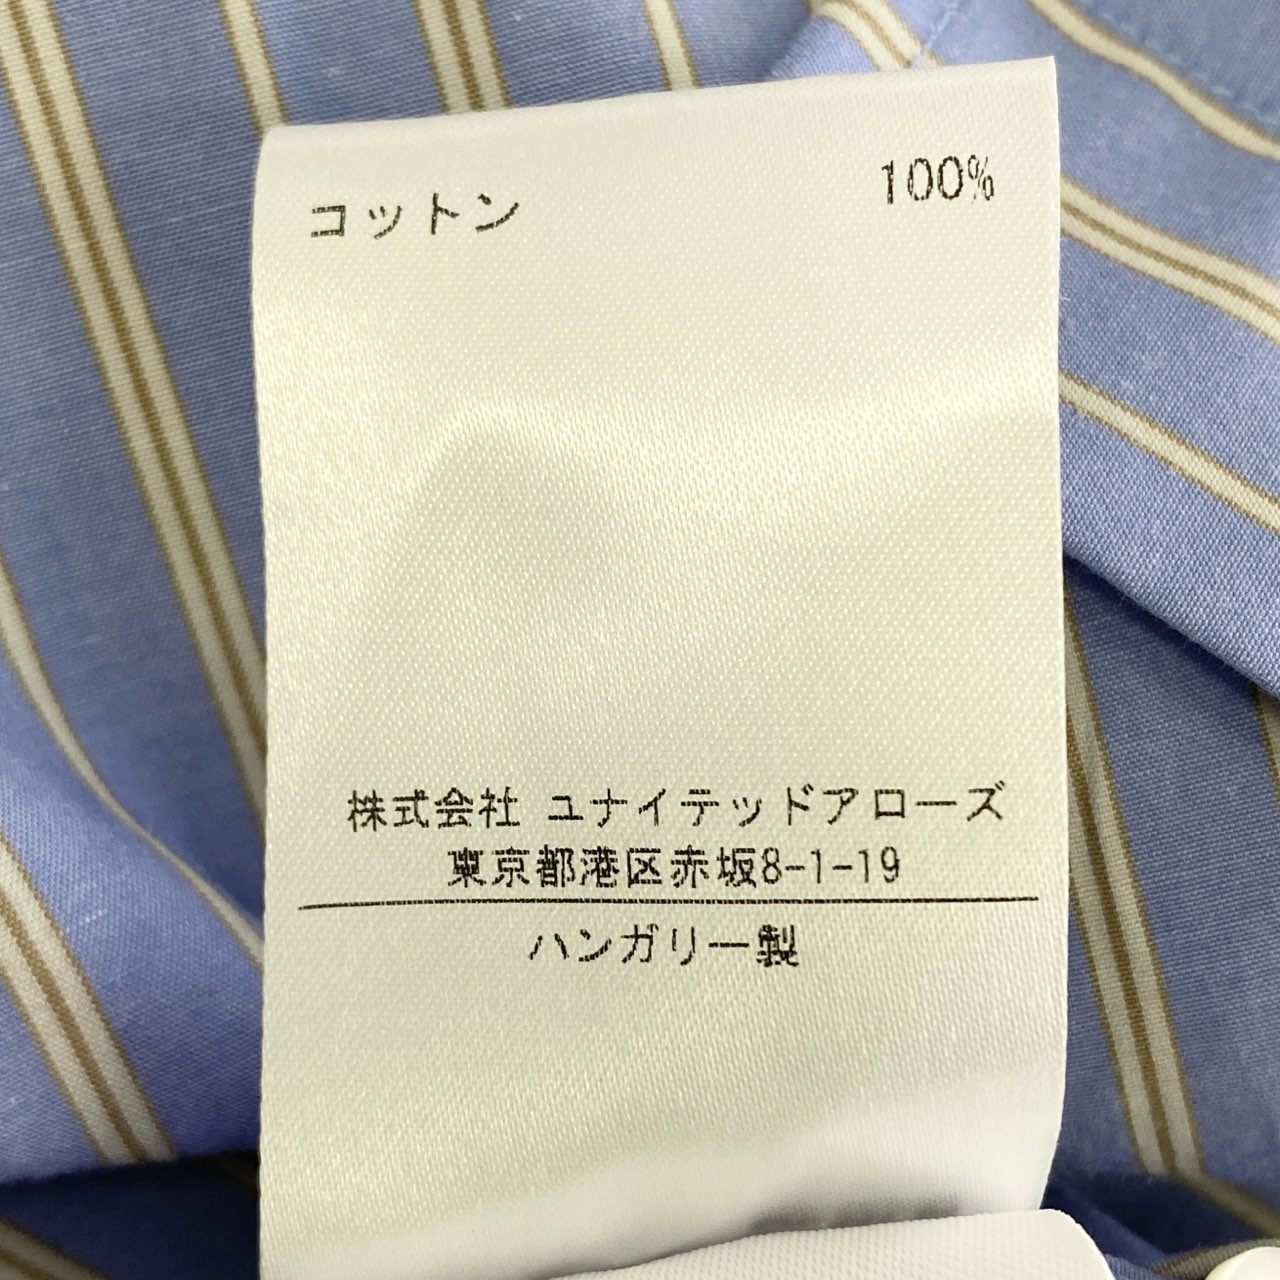 コットン 100%
株式会社 ユナイテッドアローズ
東京都港区赤坂8-1-19
ハンガリー製